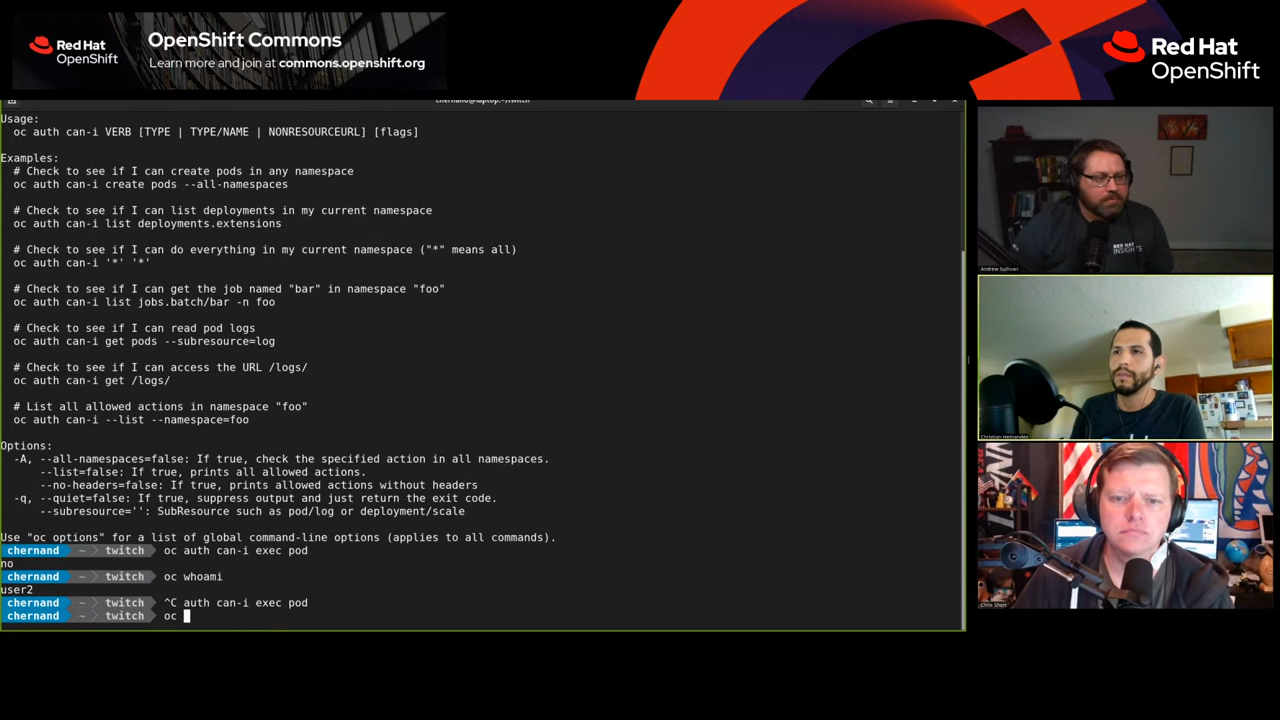 Red Hat
OpenShift
OpenShift Commons
Learn more and join at commons.openshift.org
Red Hat
OpenShift
chernand@laptop:~/twitch
Usage:
oc auth can-i VERB [TYPE | TYPE/NAME | NONRESOURCEURL] [flags]
Examples:
# Check to see if I can create pods in any namespace
oc auth can-i create pods --all-namespaces
# Check to see if I can list deployments in my current namespace
oc auth can-i list deployments.extensions
# Check to see if I can do everything in my current namespace ("*" means all)
oc auth can-i '*' '*'
# Check to see if I can get the job named "bar" in namespace "foo"
oc auth can-i list jobs.batch/bar -n foo
# Check to see if I can read pod logs
oc auth can-i get pods --subresource=log
# Check to see if I can access the URL /logs/
oc auth can-i get /logs/
# List all allowed actions in namespace "foo"
oc auth can-i --list --namespace=foo
Options:
-A, --all-namespaces=false: If true, check the specified action in all namespaces.
--list=false: If true, prints all allowed actions.
--no-headers=false: If true, prints allowed actions without headers
-q, --quiet=false: If true, suppress output and just return the exit code.
--subresource='': SubResource such as pod/log or deployment/scale
Use "oc options" for a list of global command-line options (applies to all commands).
chernand ~ twitch oc auth can-i exec pod
no
chernand ~ twitch oc whoami
user2
chernand ~ twitch ^C auth can-i exec pod
chernand ~ twitch oc
RED HAT
INSIGHTS
Andrew Sullivan
Christian Hernandez
Chris Short